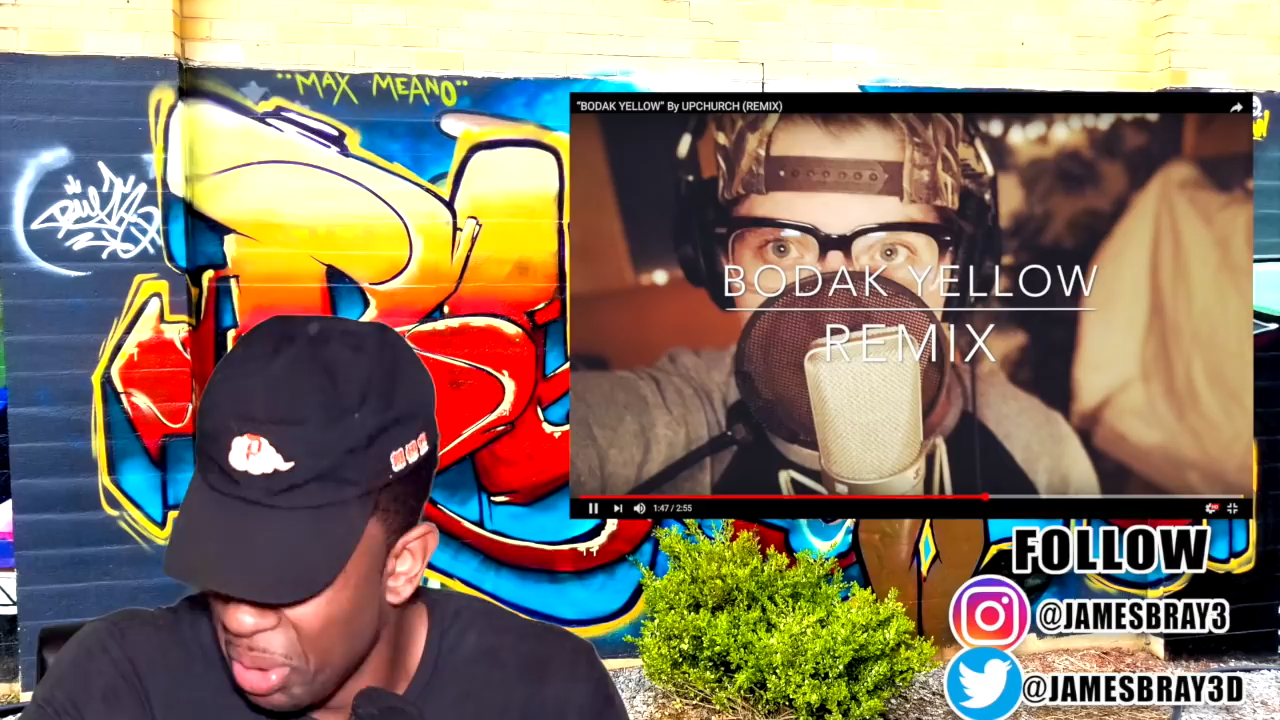 "MAX MEANO"
"BODAK YELLOW" By UPCHURCH (REMIX)
BODAK YELLOW
REMIX
1:47 / 2:55
FOLLOW
@JAMESBRAY3
@JAMESBRAY3D